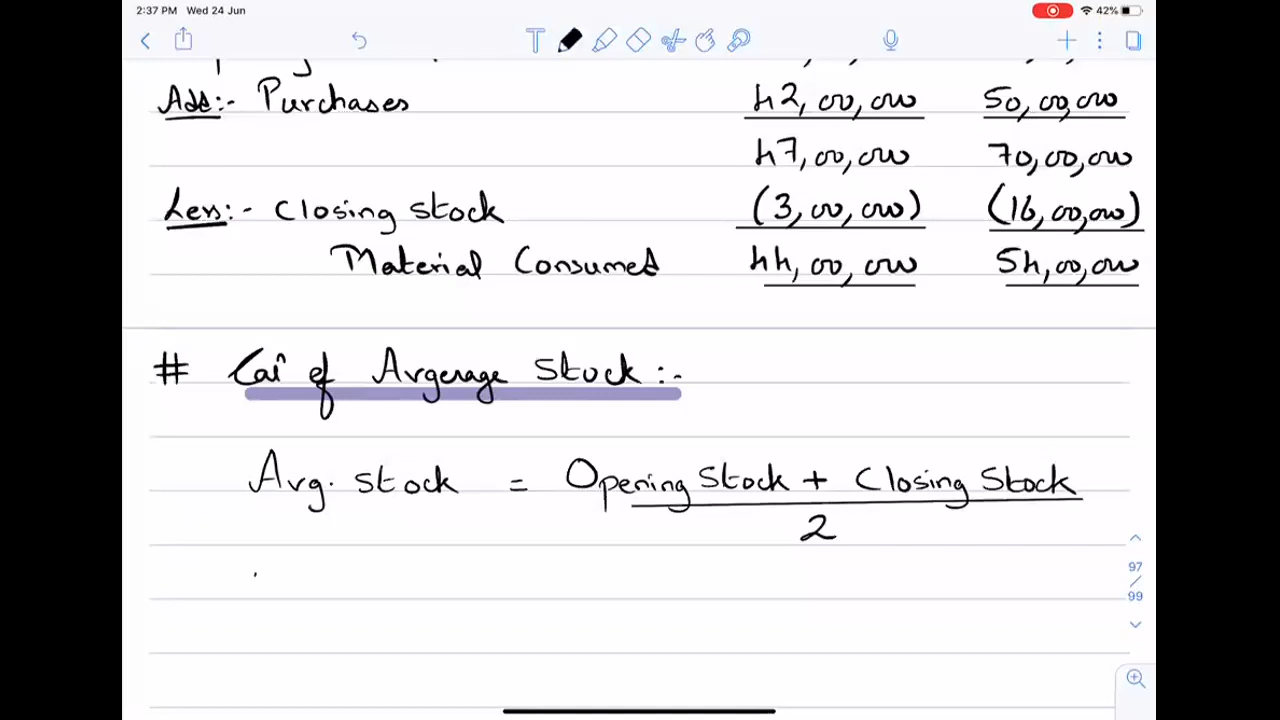 2:37 PM Wed 24 Jun 42%
Add:- Purchases 42,00,000 50,00,000
47,00,000 70,00,000
Less:- Closing stock (3,00,000) (16,00,000)
Material Consumed 44,00,000 54,00,000
# Calⁿ of Avgerage Stock:-
Avg. stock = Opening Stock + Closing Stock
2
97
/
99